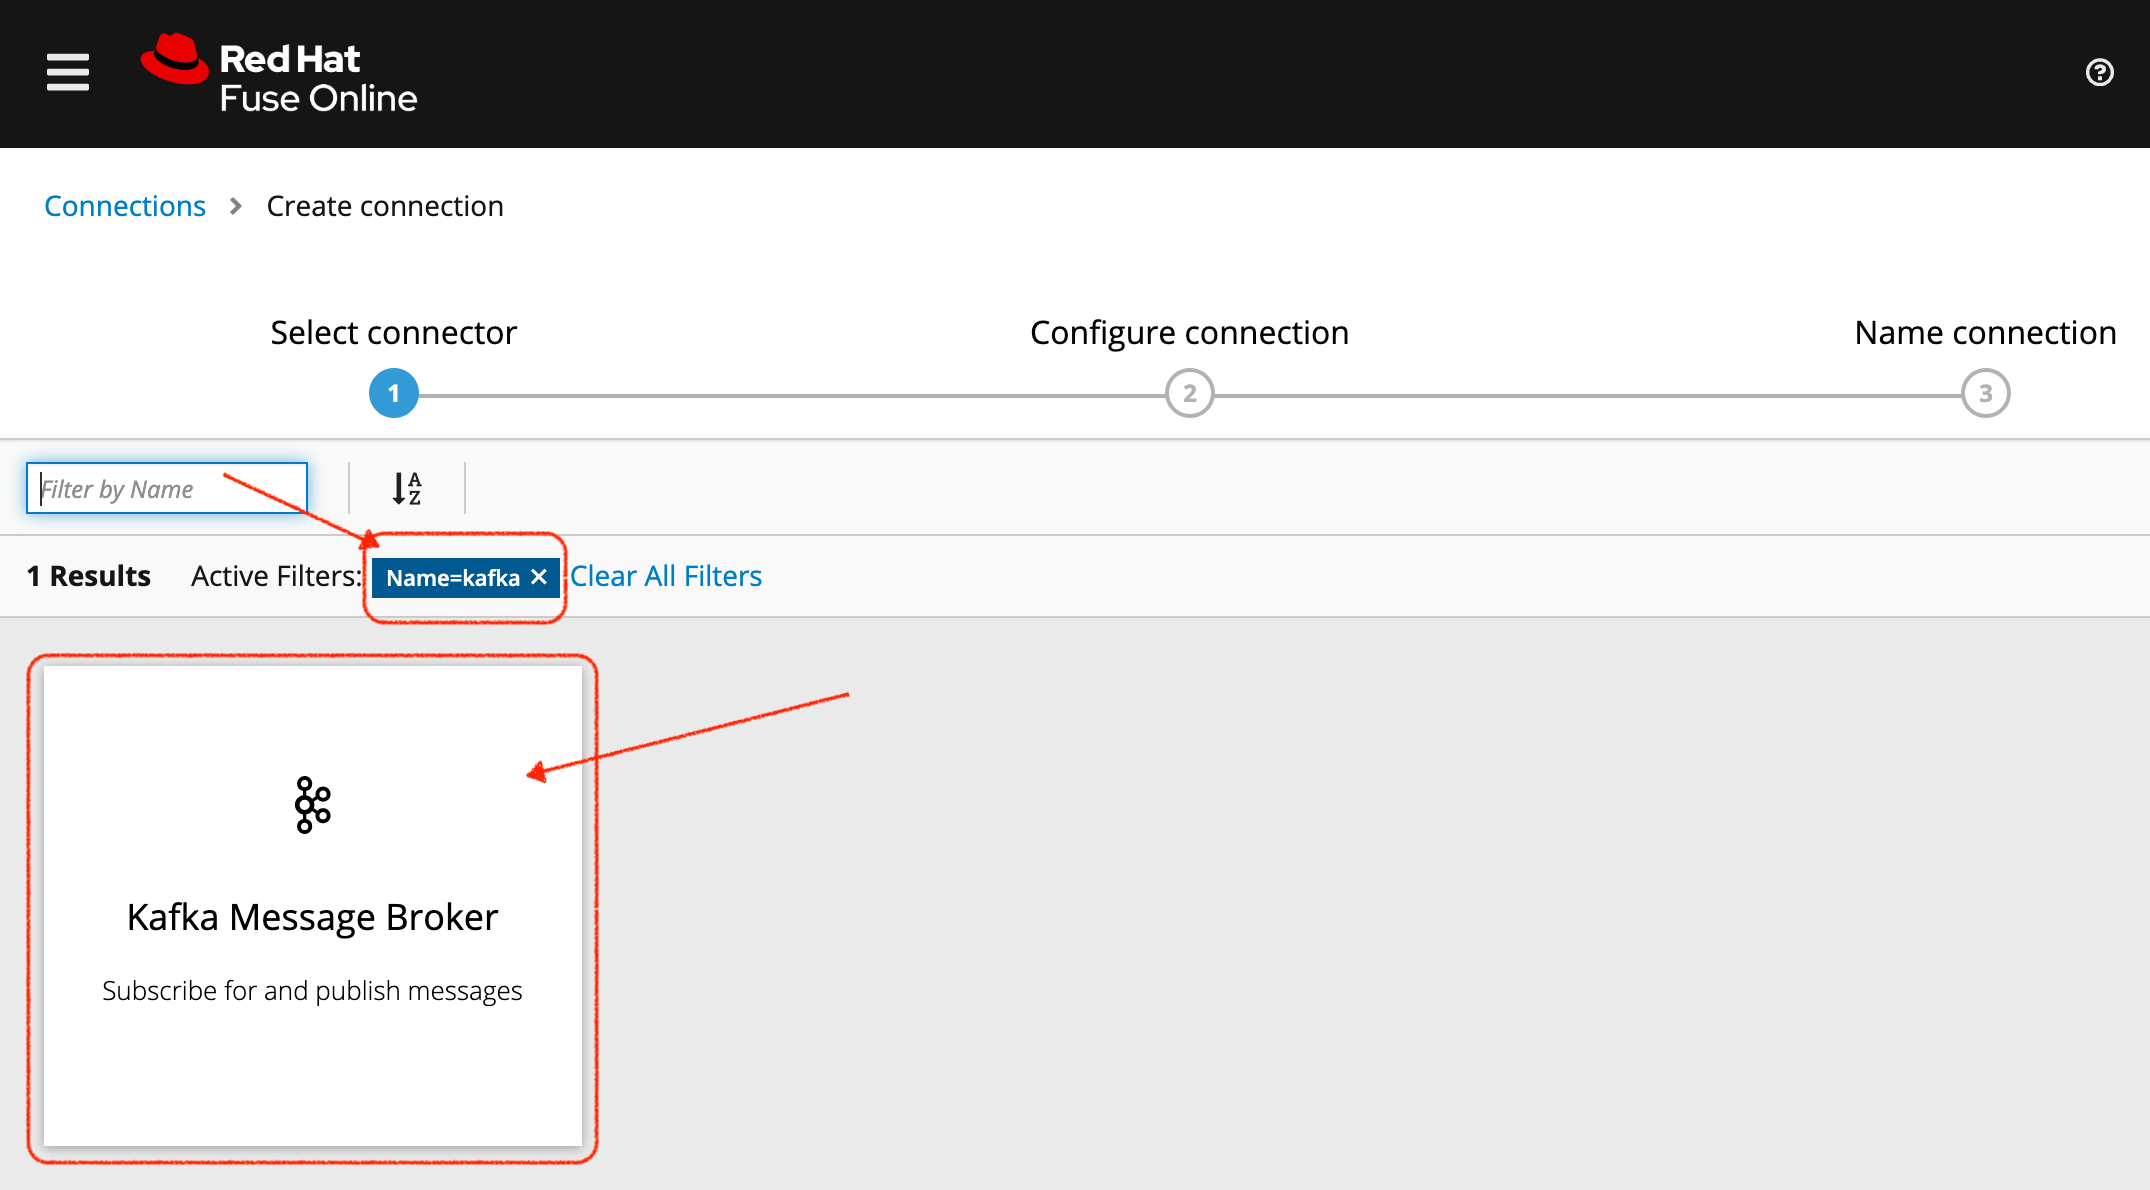 Red Hat
Fuse Online
Connections > Create connection
Select connector
Configure connection
Name connection
1
2
3
Filter by Name
A
Z
1 Results Active Filters: Name=kafka × Clear All Filters
Kafka Message Broker
Subscribe for and publish messages